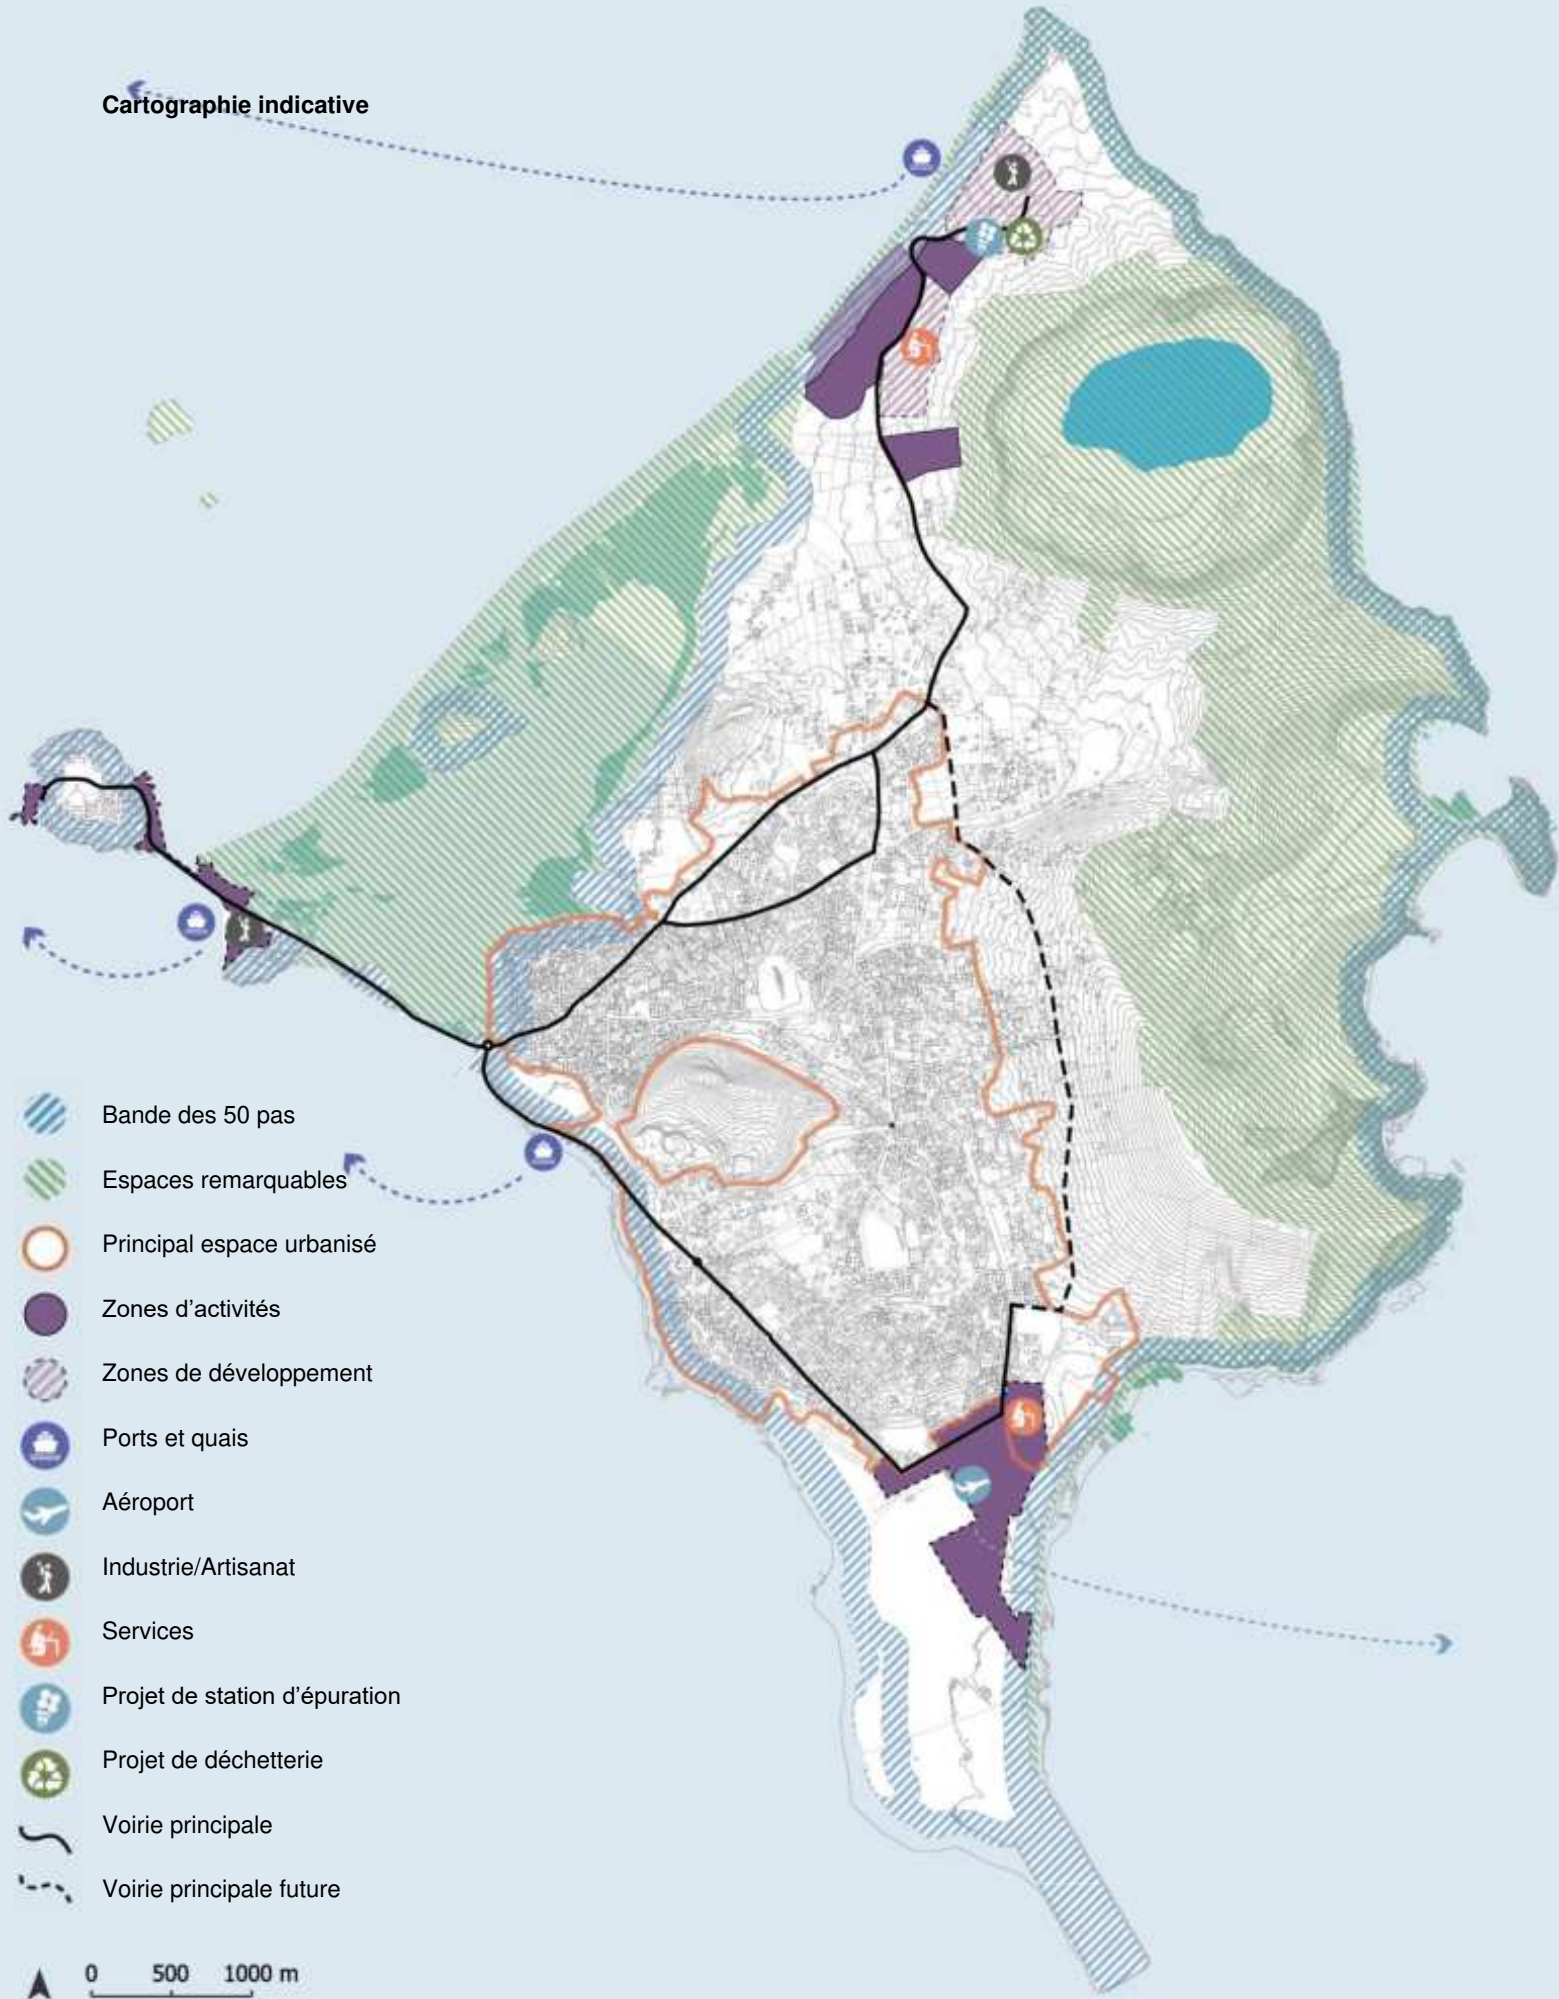 Cartographie indicative
Bande des 50 pas
Espaces remarquables
Principal espace urbanisé
Zones d’activités
Zones de développement
Ports et quais
Aéroport
Industrie/Artisanat
Services
Projet de station d’épuration
Projet de déchetterie
Voirie principale
Voirie principale future
0 500 1000 m